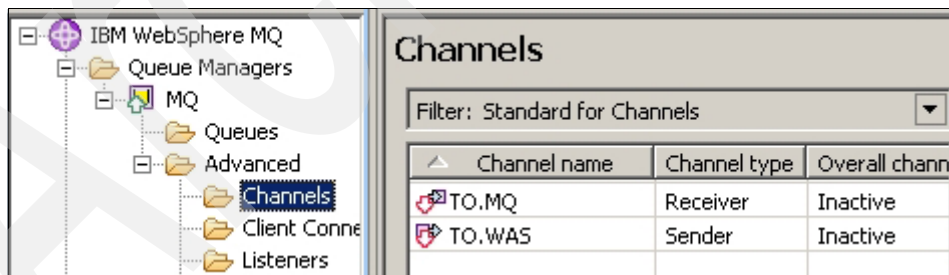 IBM WebSphere MQ
Queue Managers
MQ
Queues
Advanced
Channels
Client Conne
Listeners
Channels
Filter: Standard for Channels
Channel name Channel type Overall chann
TO.MQ Receiver Inactive
TO.WAS Sender Inactive